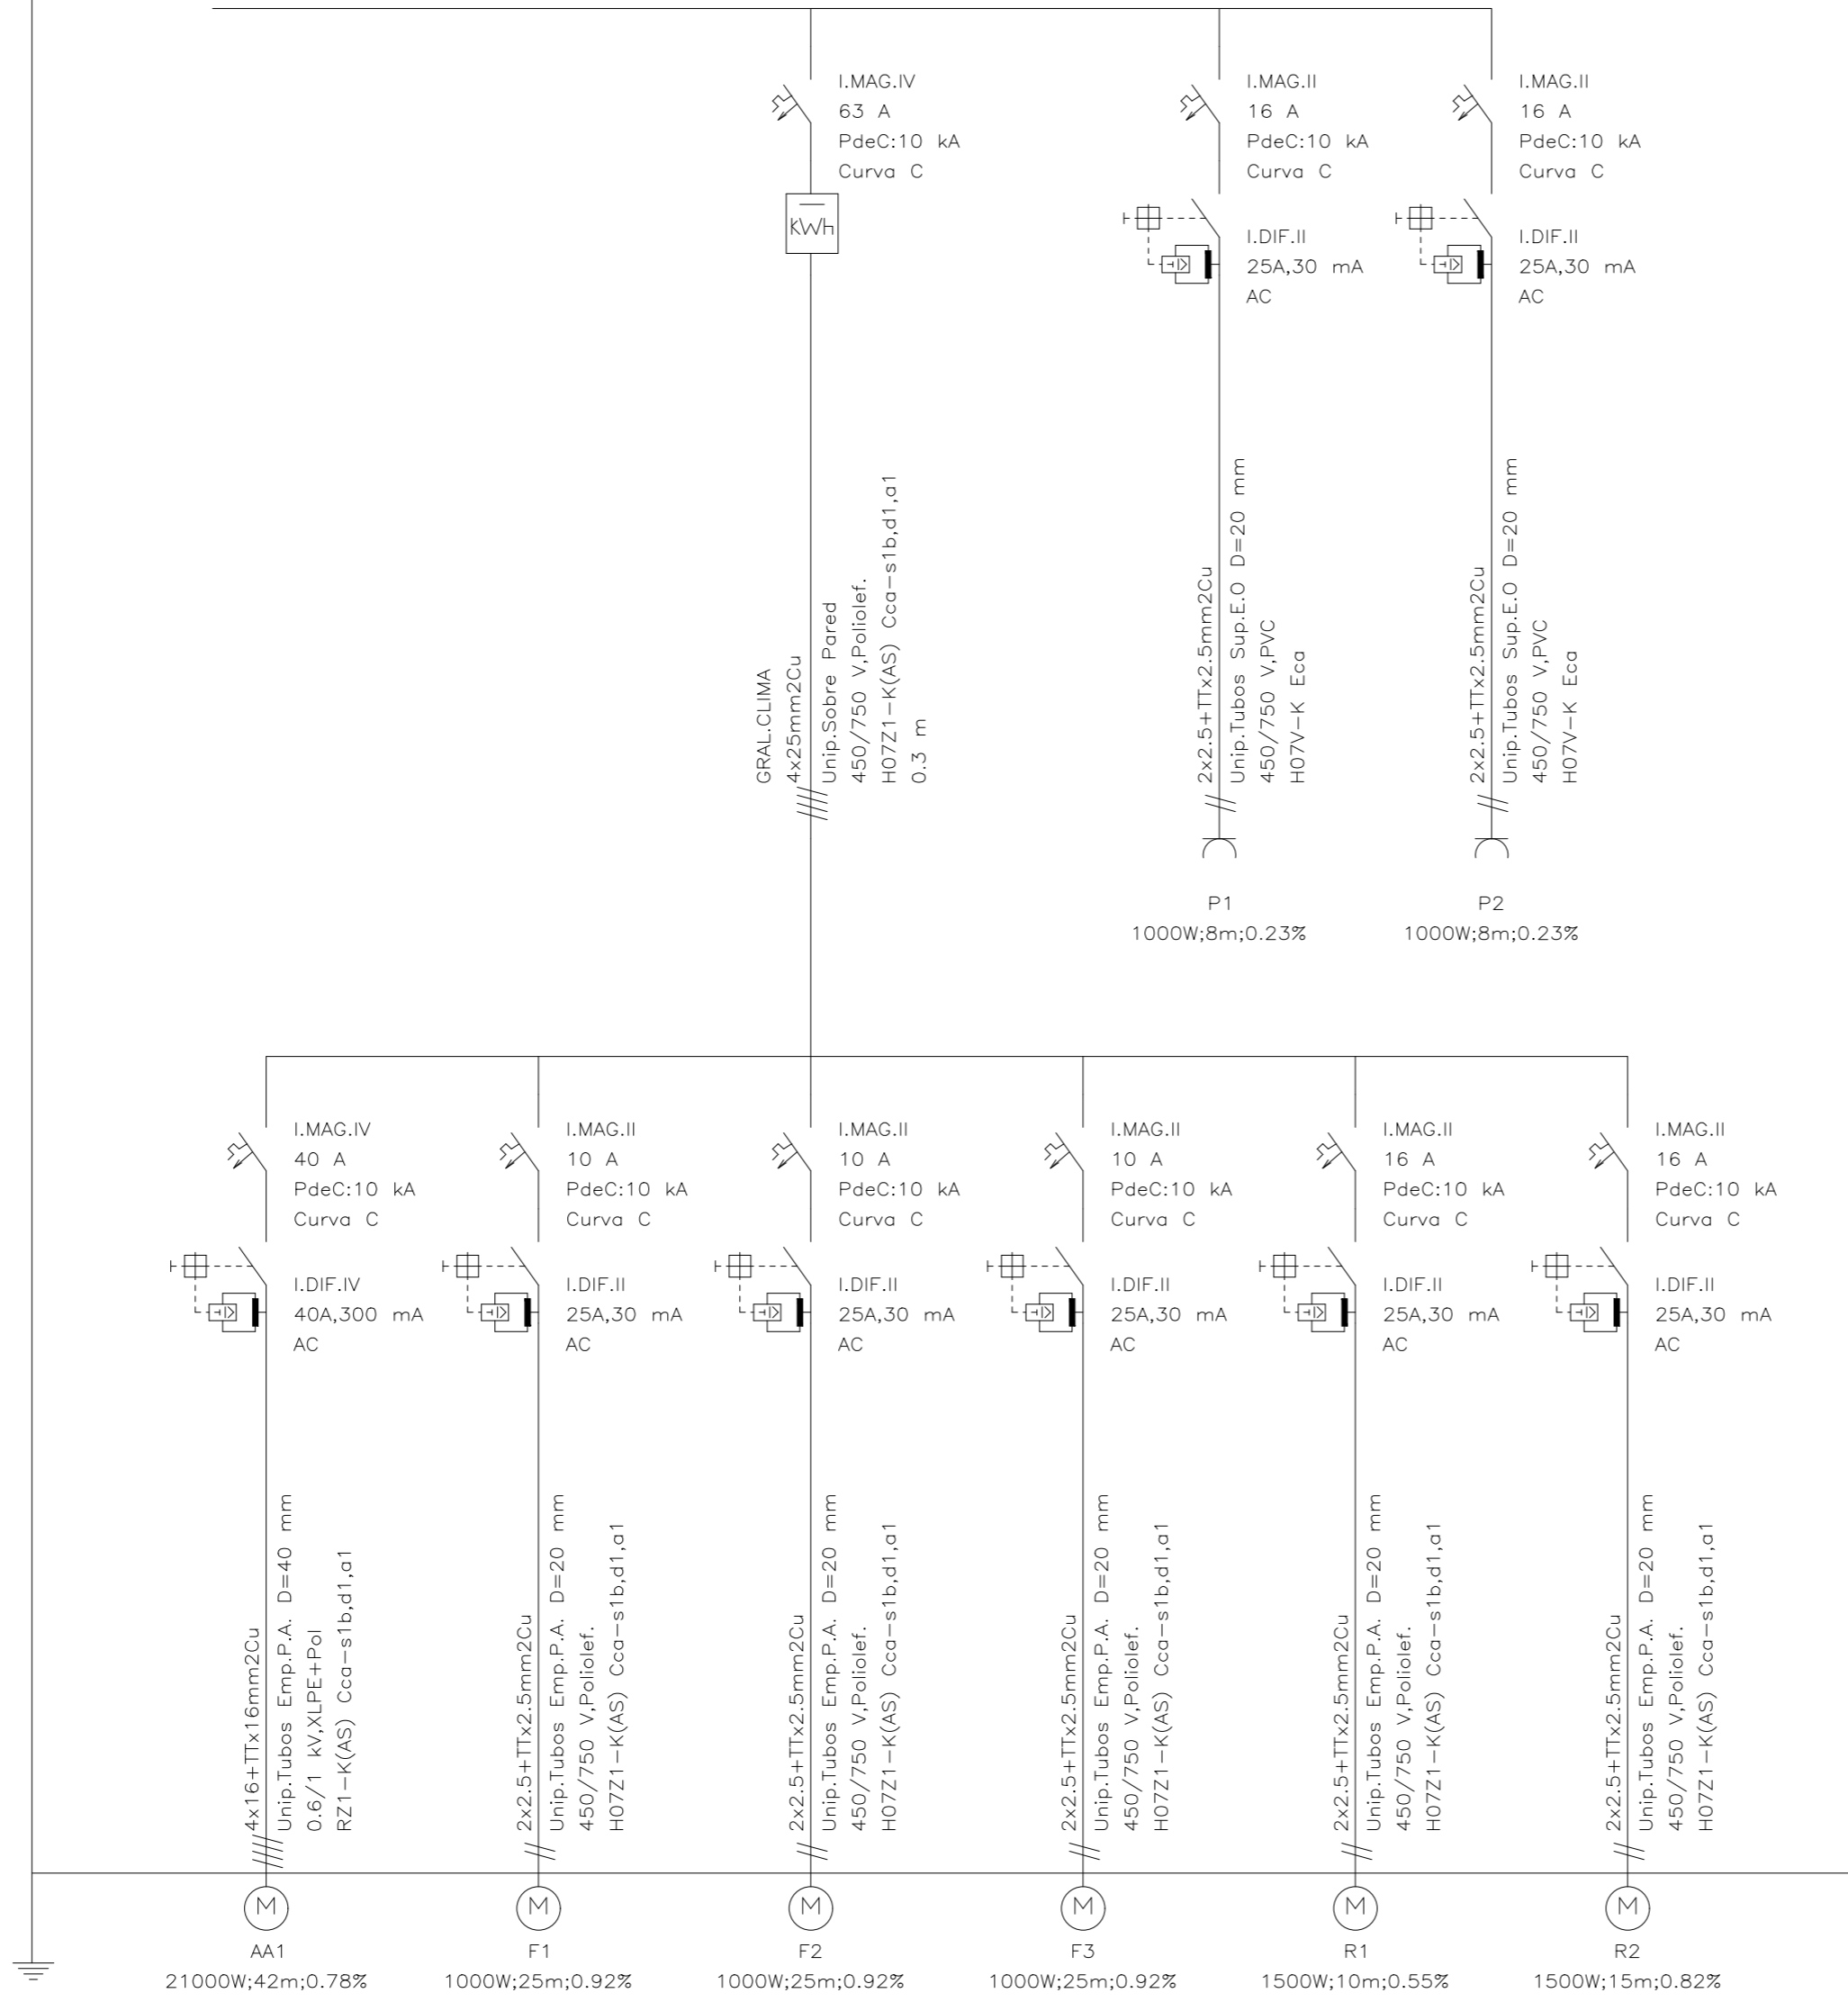 I.MAG.IV
63 A
PdeC:10 kA
Curva C
KWh
GRAL.CLIMA
4x25mm2Cu
Unip.Sobre Pared
450/750 V,Poliolef.
H07Z1-K(AS) Cca-s1b,d1,a1
0.3 m
I.MAG.II
16 A
PdeC:10 kA
Curva C
I.DIF.II
25A,30 mA
AC
2x2.5+TTx2.5mm2Cu
Unip.Tubos Sup.E.O D=20 mm
450/750 V,PVC
H07V-K Eca
P1
1000W;8m;0.23%
I.MAG.II
16 A
PdeC:10 kA
Curva C
I.DIF.II
25A,30 mA
AC
2x2.5+TTx2.5mm2Cu
Unip.Tubos Sup.E.O D=20 mm
450/750 V,PVC
H07V-K Eca
P2
1000W;8m;0.23%
I.MAG.IV
40 A
PdeC:10 kA
Curva C
I.DIF.IV
40A,300 mA
AC
4x16+TTx16mm2Cu
Unip.Tubos Emp.P.A. D=40 mm
0.6/1 kV,XLPE+Pol
RZ1-K(AS) Cca-s1b,d1,a1
M
AA1
21000W;42m;0.78%
I.MAG.II
10 A
PdeC:10 kA
Curva C
I.DIF.II
25A,30 mA
AC
2x2.5+TTx2.5mm2Cu
Unip.Tubos Emp.P.A. D=20 mm
450/750 V,Poliolef.
H07Z1-K(AS) Cca-s1b,d1,a1
M
F1
1000W;25m;0.92%
I.MAG.II
10 A
PdeC:10 kA
Curva C
I.DIF.II
25A,30 mA
AC
2x2.5+TTx2.5mm2Cu
Unip.Tubos Emp.P.A. D=20 mm
450/750 V,Poliolef.
H07Z1-K(AS) Cca-s1b,d1,a1
M
F2
1000W;25m;0.92%
I.MAG.II
10 A
PdeC:10 kA
Curva C
I.DIF.II
25A,30 mA
AC
2x2.5+TTx2.5mm2Cu
Unip.Tubos Emp.P.A. D=20 mm
450/750 V,Poliolef.
H07Z1-K(AS) Cca-s1b,d1,a1
M
F3
1000W;25m;0.92%
I.MAG.II
16 A
PdeC:10 kA
Curva C
I.DIF.II
25A,30 mA
AC
2x2.5+TTx2.5mm2Cu
Unip.Tubos Emp.P.A. D=20 mm
450/750 V,Poliolef.
H07Z1-K(AS) Cca-s1b,d1,a1
M
R1
1500W;10m;0.55%
I.MAG.II
16 A
PdeC:10 kA
Curva C
I.DIF.II
25A,30 mA
AC
2x2.5+TTx2.5mm2Cu
Unip.Tubos Emp.P.A. D=20 mm
450/750 V,Poliolef.
H07Z1-K(AS) Cca-s1b,d1,a1
M
R2
1500W;15m;0.82%